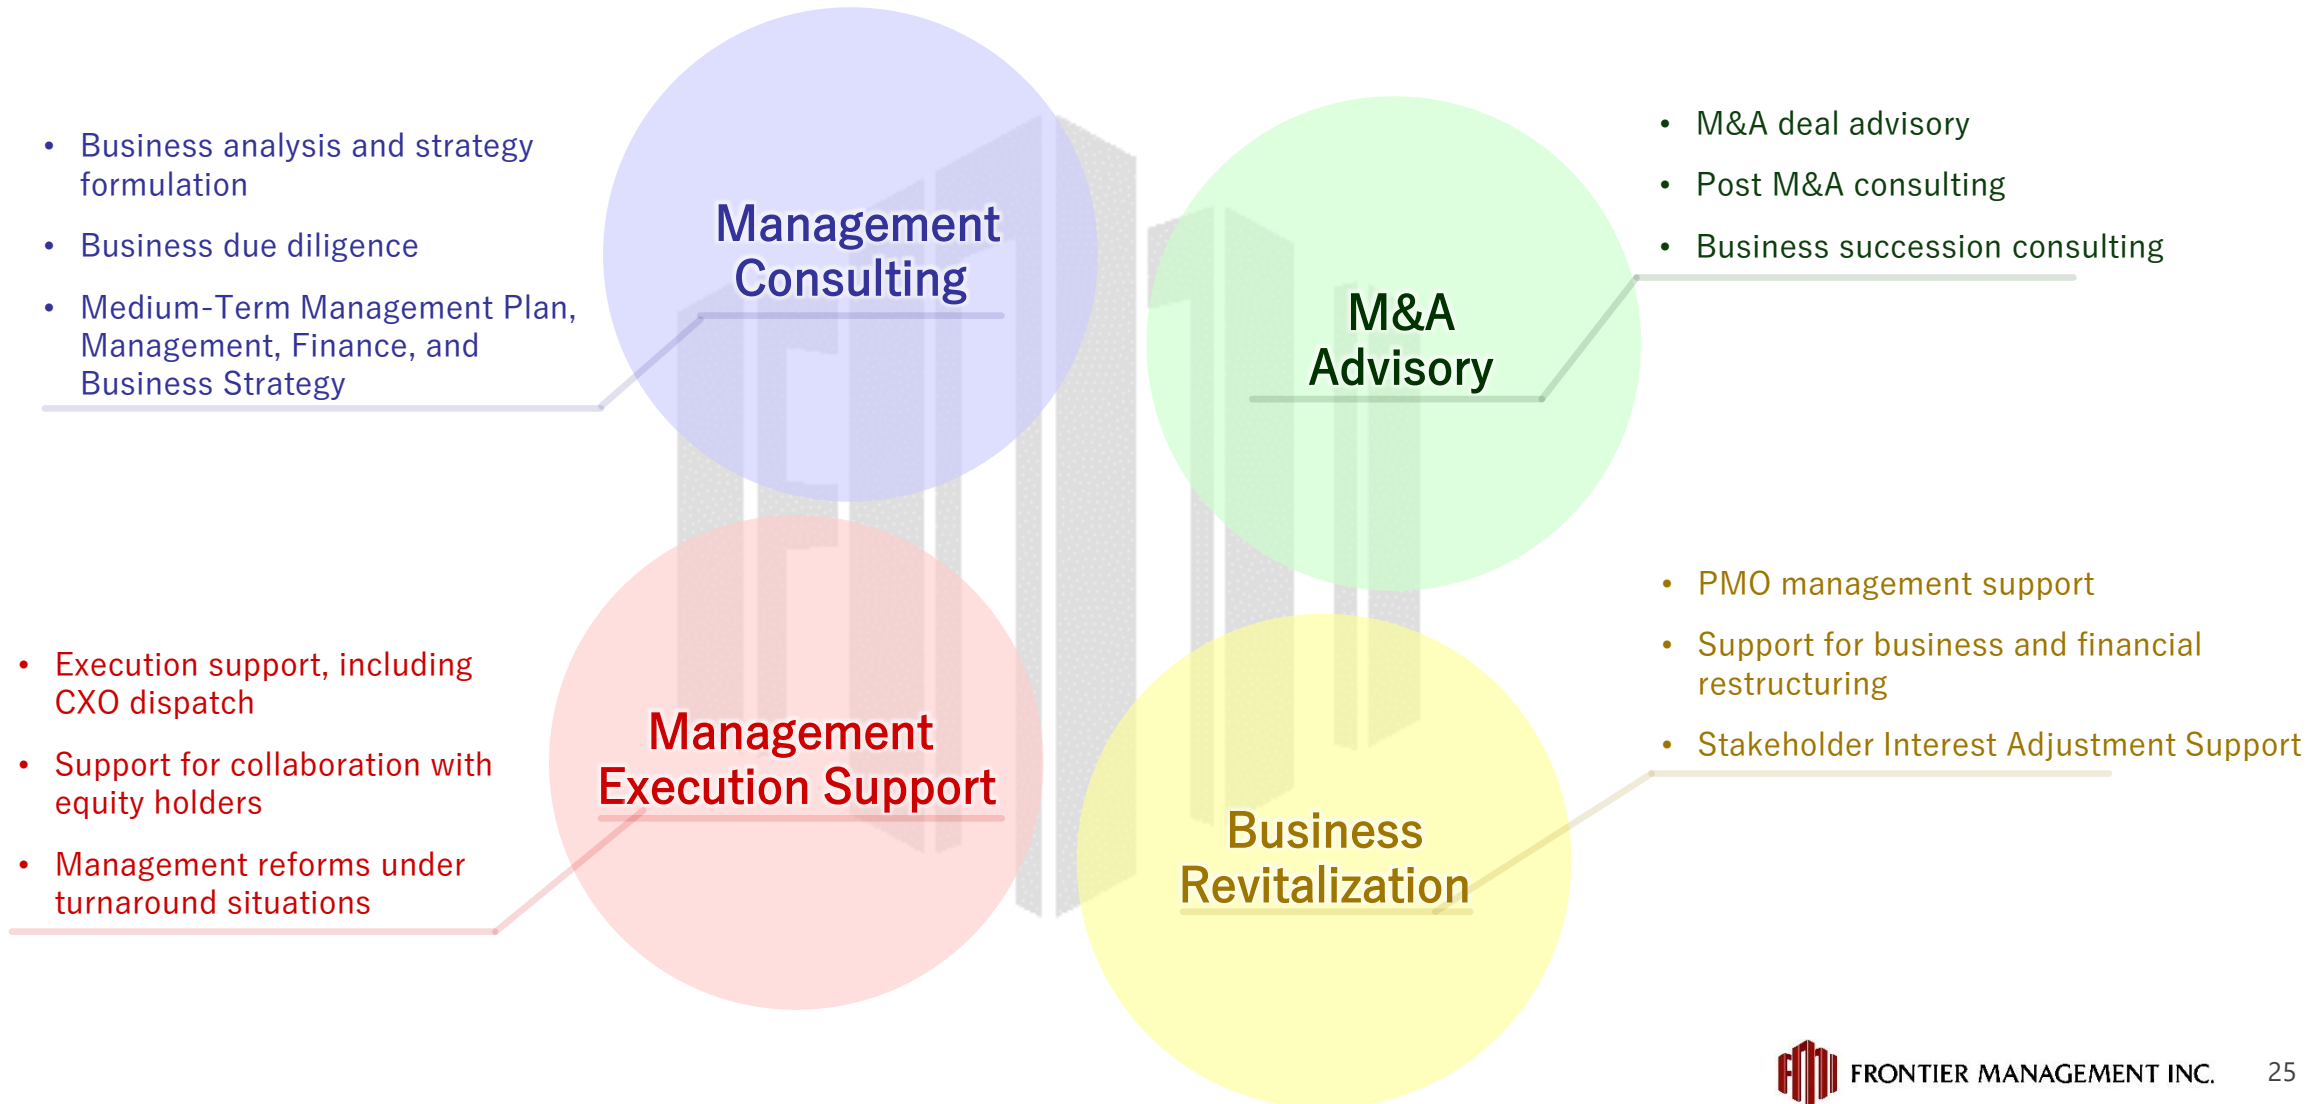 • Business analysis and strategy
formulation
• Business due diligence
• Medium-Term Management Plan,
Management, Finance, and
Business Strategy
Management
Consulting
• M&A deal advisory
• Post M&A consulting
• Business succession consulting
M&A
Advisory
• Execution support, including
CXO dispatch
• Support for collaboration with
equity holders
• Management reforms under
turnaround situations
Management
Execution Support
• PMO management support
• Support for business and financial
restructuring
• Stakeholder Interest Adjustment Support
Business
Revitalization
FRONTIER MANAGEMENT INC.
25